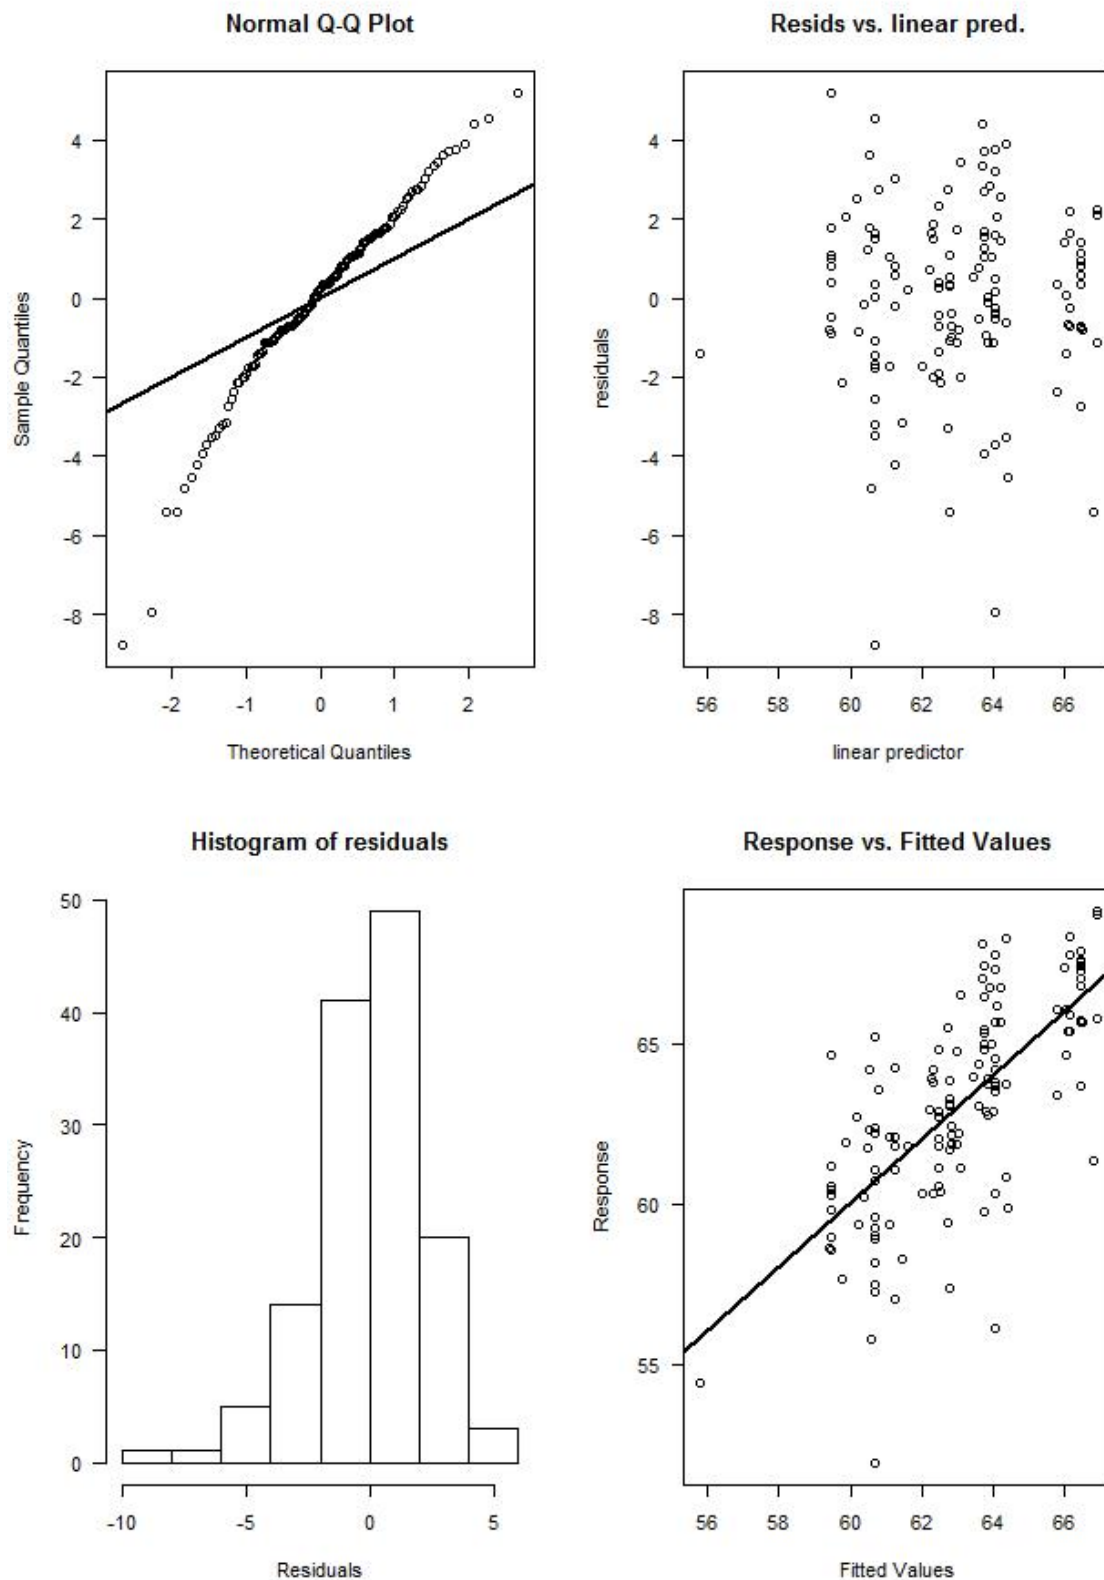 Normal Q-Q Plot
Sample Quantiles
4
2
0
-2
-4
-6
-8
-2 -1 0 1 2
Theoretical Quantiles
Resids vs. linear pred.
residuals
4
2
0
-2
-4
-6
-8
56 60 62 64 66
linear predictor
Histogram of residuals
Frequency
50
40
30
20
10
0
-10 -5 0 5
Residuals
Response vs. Fitted Values
Response
65
60
55
56 60 62 64 66
Fitted Values